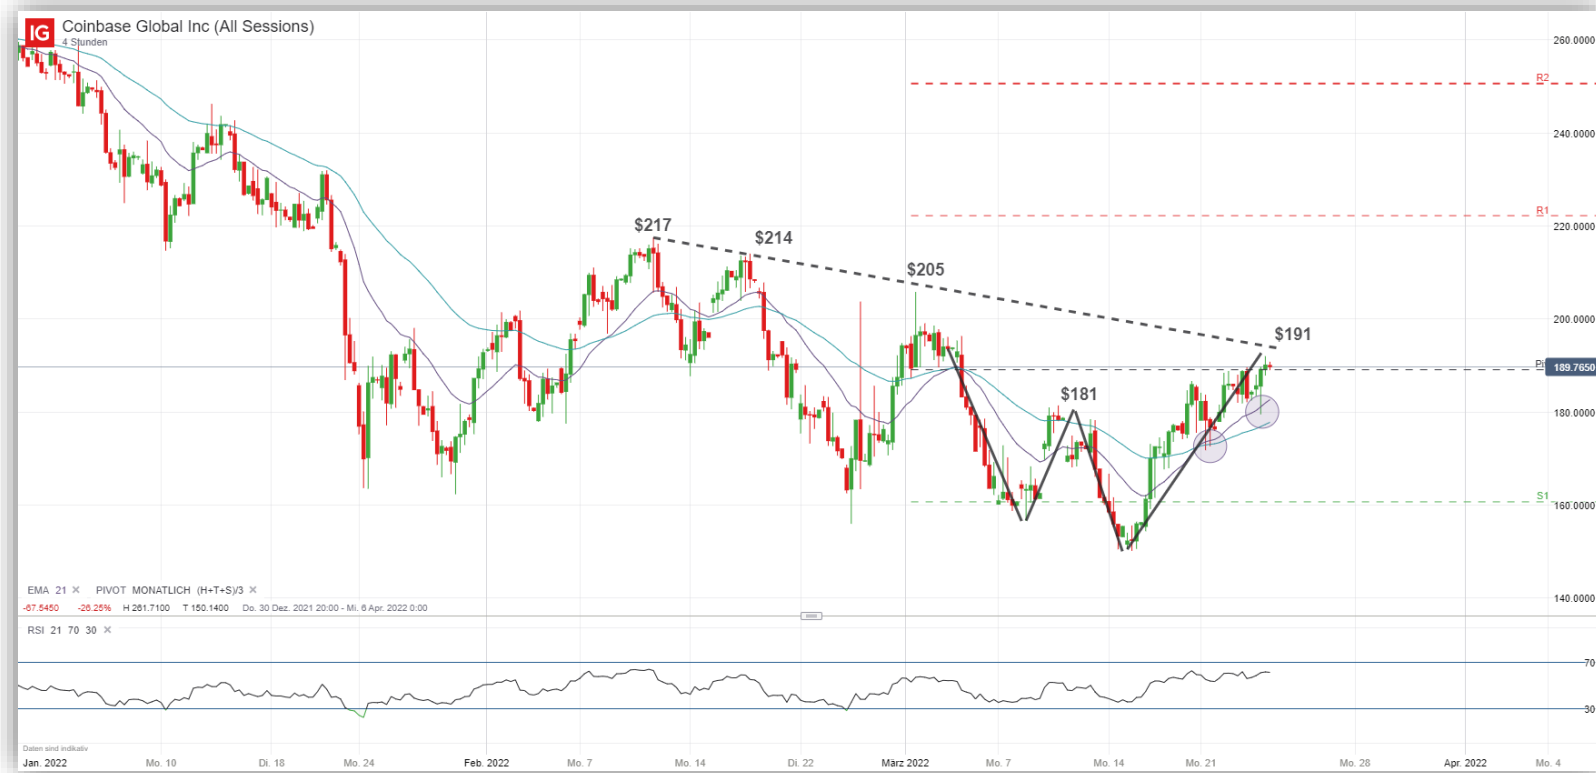 IG
Coinbase Global Inc (All Sessions)
4 Stunden
260.0000
R2
240.0000
R1
220.0000
$217
$214
$205
200.0000
$191
189.7650
$181
180.0000
S1
160.0000
EMA 21 × PIVOT MONATLICH (H+T+S)/3 ×
-67.5450 -26.25% H 261.7100 T 150.1400 Do. 30 Dez. 2021 20:00 - Mi. 6 Apr. 2022 0:00
140.0000
RSI 21 70 30 ×
70
30
Daten sind indikativ
Jan. 2022 Mo. 10 Di. 18 Mo. 24 Feb. 2022 Mo. 7 Mo. 14 Di. 22 März 2022 Mo. 7 Mo. 14 Mo. 21 Mo. 28 Apr. 2022 Mo. 4